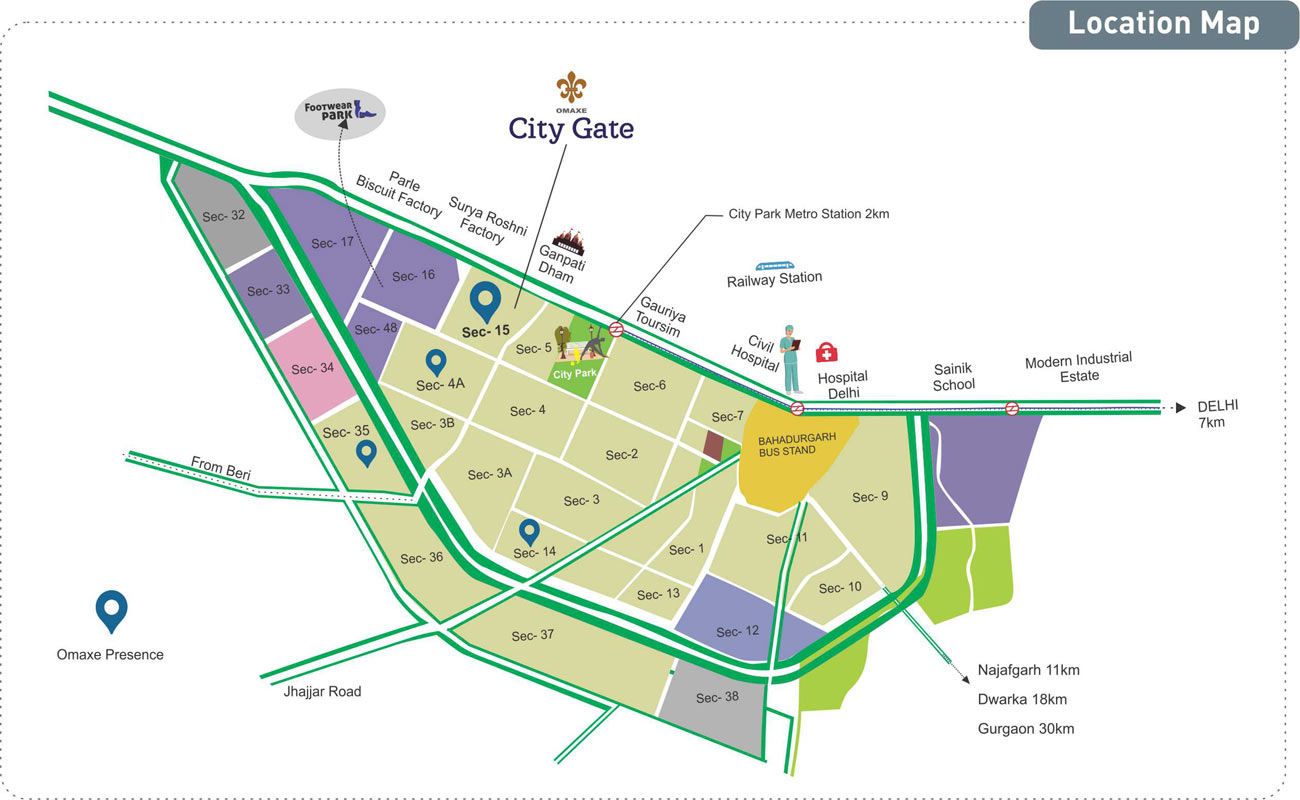 Location Map
FOOTWEAR
PARK
OMAXE
City Gate
Parle
Biscuit Factory
Surya Roshni
Factory
Ganpati
Dham
City Park Metro Station 2km
Gauriya
Toursim
Railway Station
Civil
Hospital
Hospital
Delhi
Sainik
School
Modern Industrial
Estate
DELHI
7km
Sec- 32
Sec- 17
Sec- 16
Sec- 33
Sec- 15
Sec- 48
Sec- 5
City Park
Sec- 34
Sec- 4A
Sec-6
Sec- 4
Sec-7
Sec- 35
Sec- 3B
BAHADURGARH
BUS STAND
Sec-2
From Beri
Sec- 3A
Sec- 3
Sec- 9
Sec- 14
Sec- 1
Sec- 11
Sec- 36
Sec- 13
Sec- 10
Sec- 37
Sec- 12
Omaxe Presence
Jhajjar Road
Sec- 38
Najafgarh 11km
Dwarka 18km
Gurgaon 30km